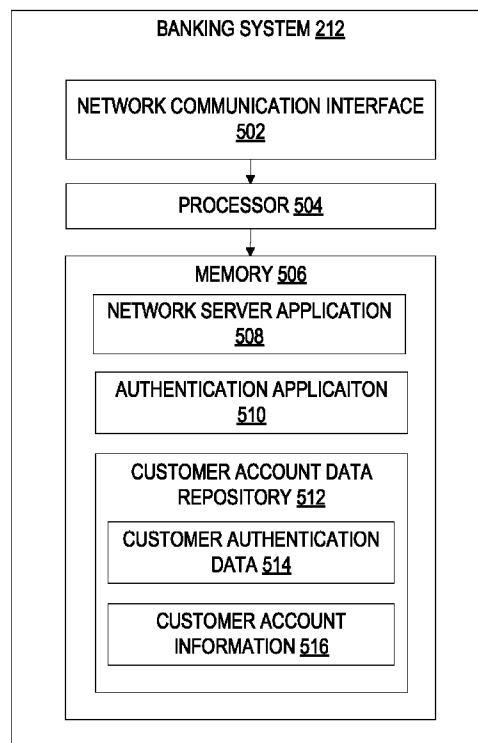 BANKING SYSTEM 212
NETWORK COMMUNICATION INTERFACE
502
PROCESSOR 504
MEMORY 506
NETWORK SERVER APPLICATION
508
AUTHENTICATION APPLICAITON
510
CUSTOMER ACCOUNT DATA
REPOSITORY 512
CUSTOMER AUTHENTICATION
DATA 514
CUSTOMER ACCOUNT
INFORMATION 516